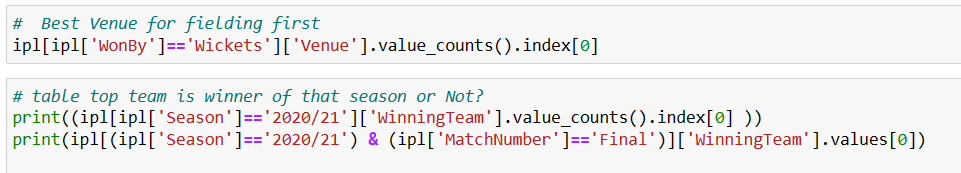 #  Best Venue for fielding first
ipl[ipl['WonBy']=='Wickets']['Venue'].value_counts().index[0]
# table top team is winner of that season or Not?
print((ipl[ipl['Season']=='2020/21']['WinningTeam'].value_counts().index[0] ))
print(ipl[(ipl['Season']=='2020/21') & (ipl['MatchNumber']=='Final')]['WinningTeam'].values[0])